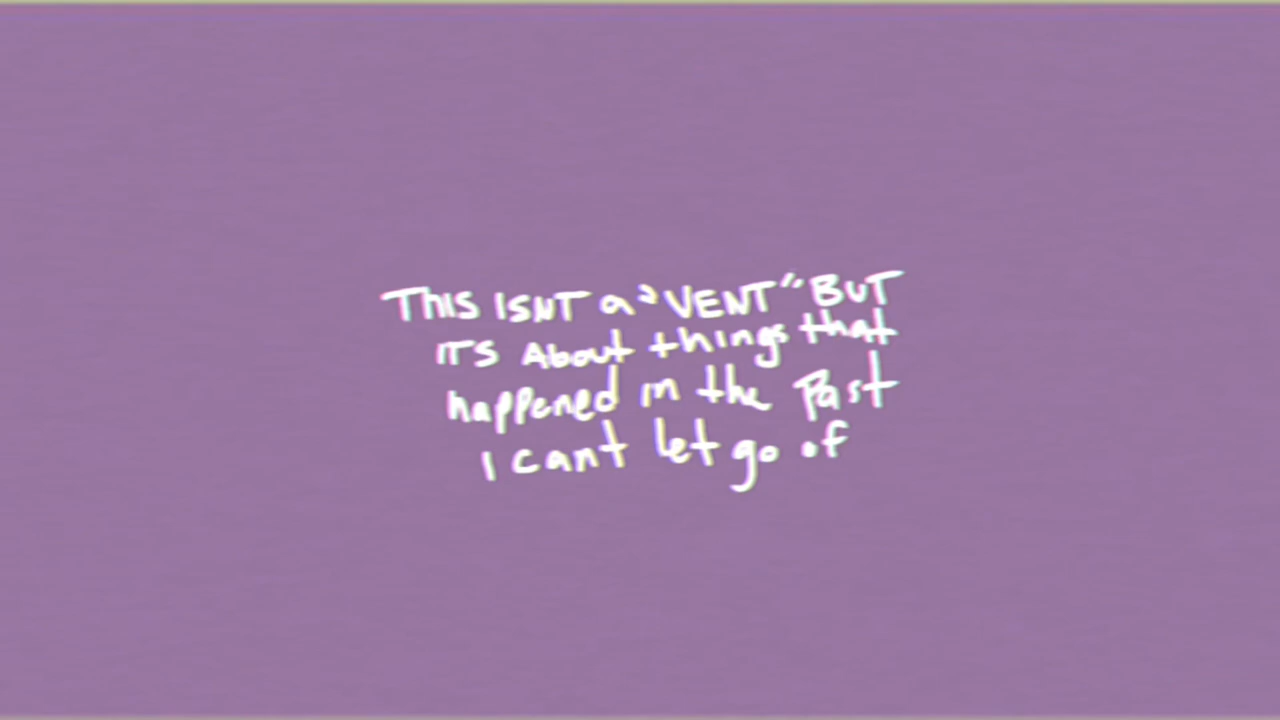 THIS ISNT a "VENT" BUT
ITS About things that
happened in the Past
I cant let go of